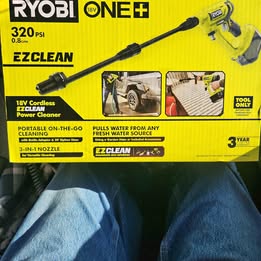 RYOBI 18V ONE+
320 PSI
0.8 GPM
EZCLEAN
18V Cordless
EZCLEAN
Power Cleaner
TOOL
ONLY
PORTABLE ON-THE-GO
CLEANING
PULLS WATER FROM ANY
FRESH WATER SOURCE
3-IN-1 NOZZLE
EZCLEAN
3 YEAR